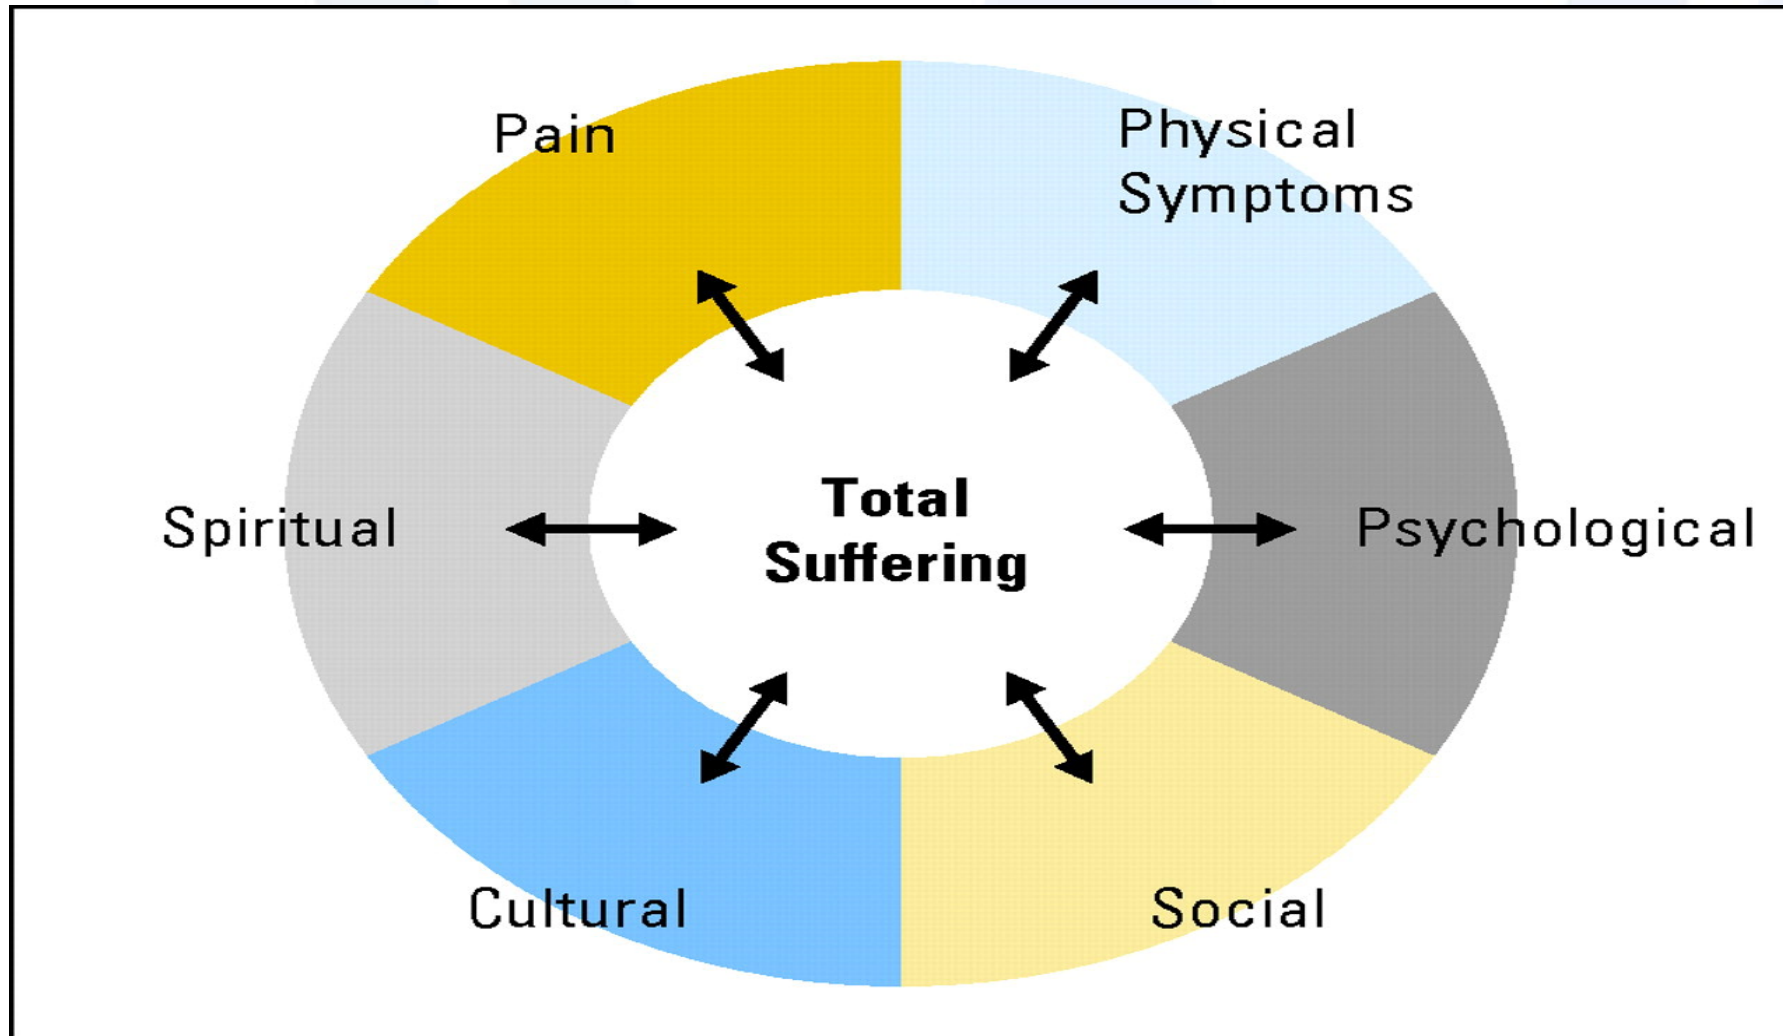 Pain
Physical
Symptoms
Spiritual
Total
Suffering
Psychological
Cultural
Social